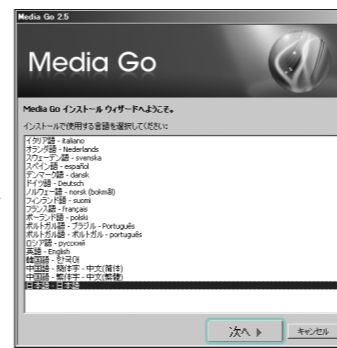 Media Go 2.5
Media Go
Media Go インストール ウィザードへようこそ。
インストールで使用する言語を選択してください:
イタリア語 - italiano
オランダ語 - Nederlands
スウェーデン語 - svenska
スペイン語 - español
デンマーク語 - dansk
ドイツ語 - Deutsch
ノルウェー語 - norsk (bokmål)
フィンランド語 - suomi
フランス語 - français
ポーランド語 - polski
ポルトガル語 - ブラジル - Português
ポルトガル語 - ポルトガル - português
ロシア語 - русский
英語 - English
韓国語 - 한국어
中国語 - 簡体字 - 中文(简体)
中国語 - 繁体字 - 中文(繁體)
日本語 - 日本語
次へ
キャンセル